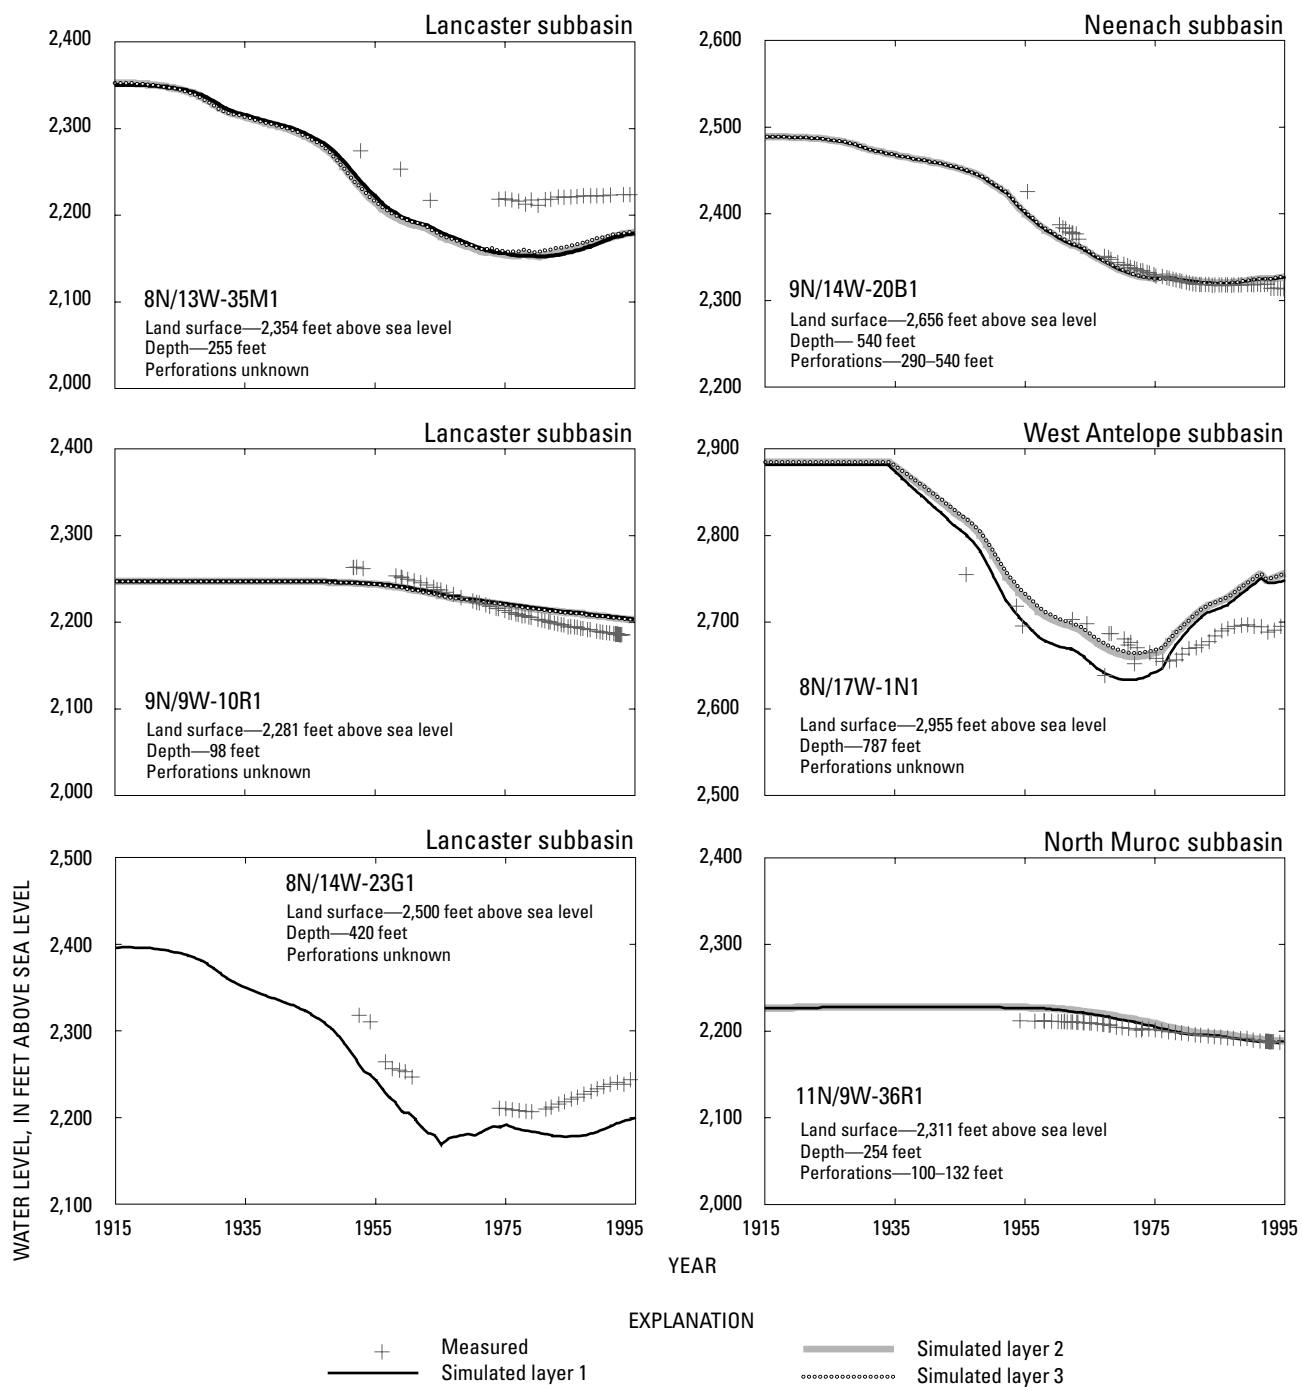 Lancaster subbasin
2,400
2,300
2,200
2,100
2,000
8N/13W-35M1
Land surface—2,354 feet above sea level
Depth—255 feet
Perforations unknown
Neenach subbasin
2,600
2,500
2,400
2,300
2,200
9N/14W-20B1
Land surface—2,656 feet above sea level
Depth— 540 feet
Perforations—290–540 feet
Lancaster subbasin
2,400
2,300
2,200
2,100
2,000
9N/9W-10R1
Land surface—2,281 feet above sea level
Depth—98 feet
Perforations unknown
West Antelope subbasin
2,900
2,800
2,700
2,600
2,500
8N/17W-1N1
Land surface—2,955 feet above sea level
Depth—787 feet
Perforations unknown
Lancaster subbasin
2,500
2,400
2,300
2,200
2,100
8N/14W-23G1
Land surface—2,500 feet above sea level
Depth—420 feet
Perforations unknown
1915 1935 1955 1975 1995
North Muroc subbasin
2,400
2,300
2,200
2,100
2,000
11N/9W-36R1
Land surface—2,311 feet above sea level
Depth—254 feet
Perforations—100–132 feet
1915 1935 1955 1975 1995
WATER LEVEL, IN FEET ABOVE SEA LEVEL
YEAR
EXPLANATION
Measured
Simulated layer 1
Simulated layer 2
Simulated layer 3